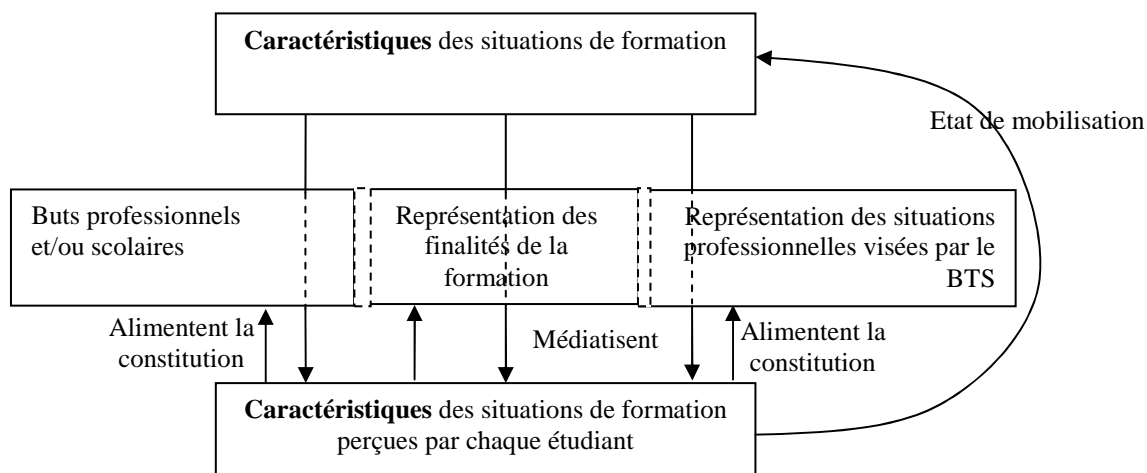 Caractéristiques des situations de formation
Etat de mobilisation
Buts professionnels
et/ou scolaires
Représentation des
finalités de la
formation
Représentation des situations
professionnelles visées par le
BTS
Alimentent la
constitution
Médiatisent
Alimentent la
constitution
Caractéristiques des situations de formation
perçues par chaque étudiant